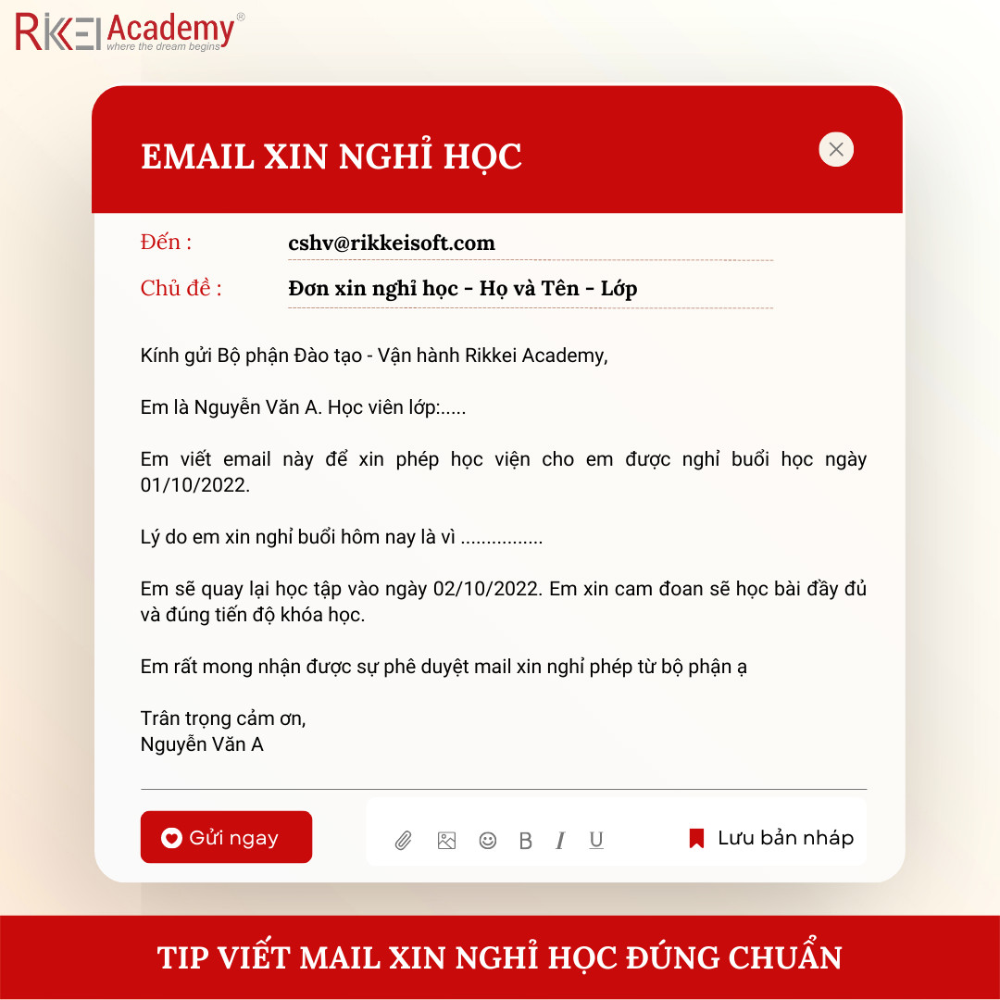 RIKKEI Academy®
where the dream begins
EMAIL XIN NGHỈ HỌC
Đến : cshv@rikkeisoft.com
Chủ đề : Đơn xin nghỉ học - Họ và Tên - Lớp
Kính gửi Bộ phận Đào tạo - Vận hành Rikkei Academy,
Em là Nguyễn Văn A. Học viên lớp:.....
Em viết email này để xin phép học viện cho em được nghỉ buổi học ngày
01/10/2022.
Lý do em xin nghỉ buổi hôm nay là vì ................
Em sẽ quay lại học tập vào ngày 02/10/2022. Em xin cam đoan sẽ học bài đầy đủ
và đúng tiến độ khóa học.
Em rất mong nhận được sự phê duyệt mail xin nghỉ phép từ bộ phận ạ
Trân trọng cảm ơn,
Nguyễn Văn A
Gửi ngay B I U Lưu bản nháp
TIP VIẾT MAIL XIN NGHỈ HỌC ĐÚNG CHUẨN